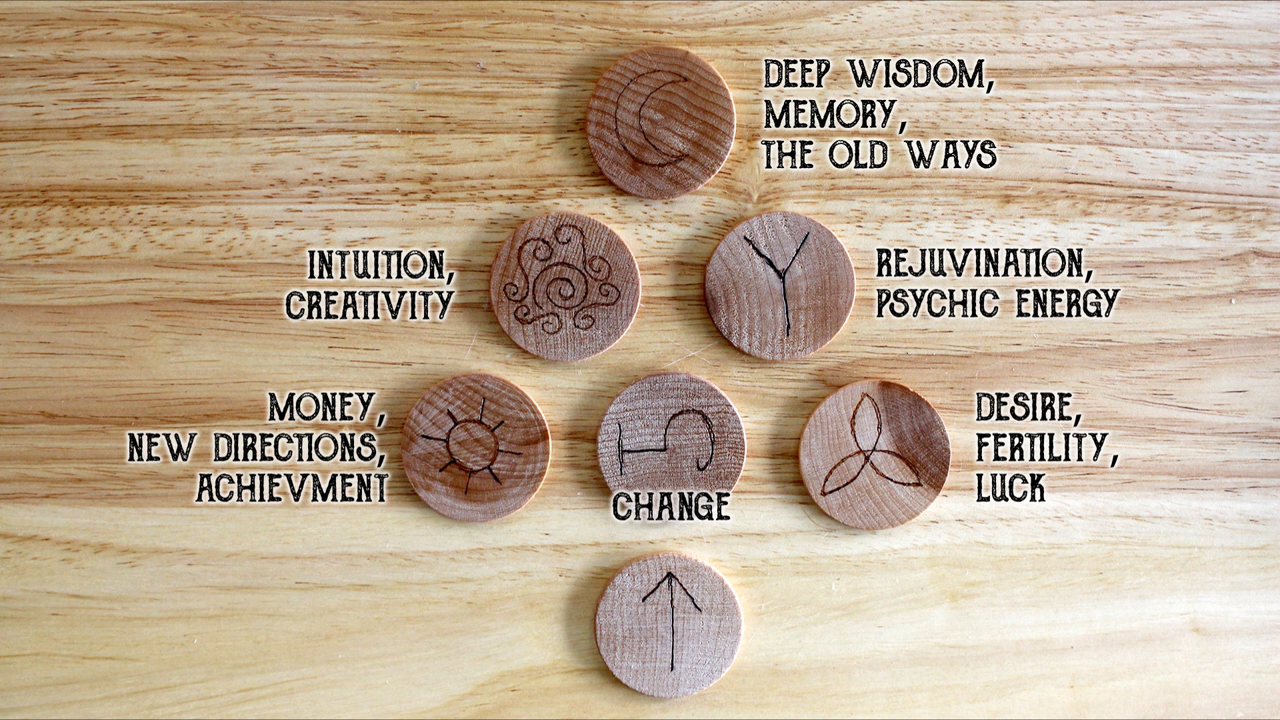 DEEP WISDOM,
MEMORY,
THE OLD WAYS
INTUITION,
CREATIVITY
REJUVINATION,
PSYCHIC ENERGY
MONEY,
NEW DIRECTIONS,
ACHIEVMENT
CHANGE
DESIRE,
FERTILITY,
LUCK